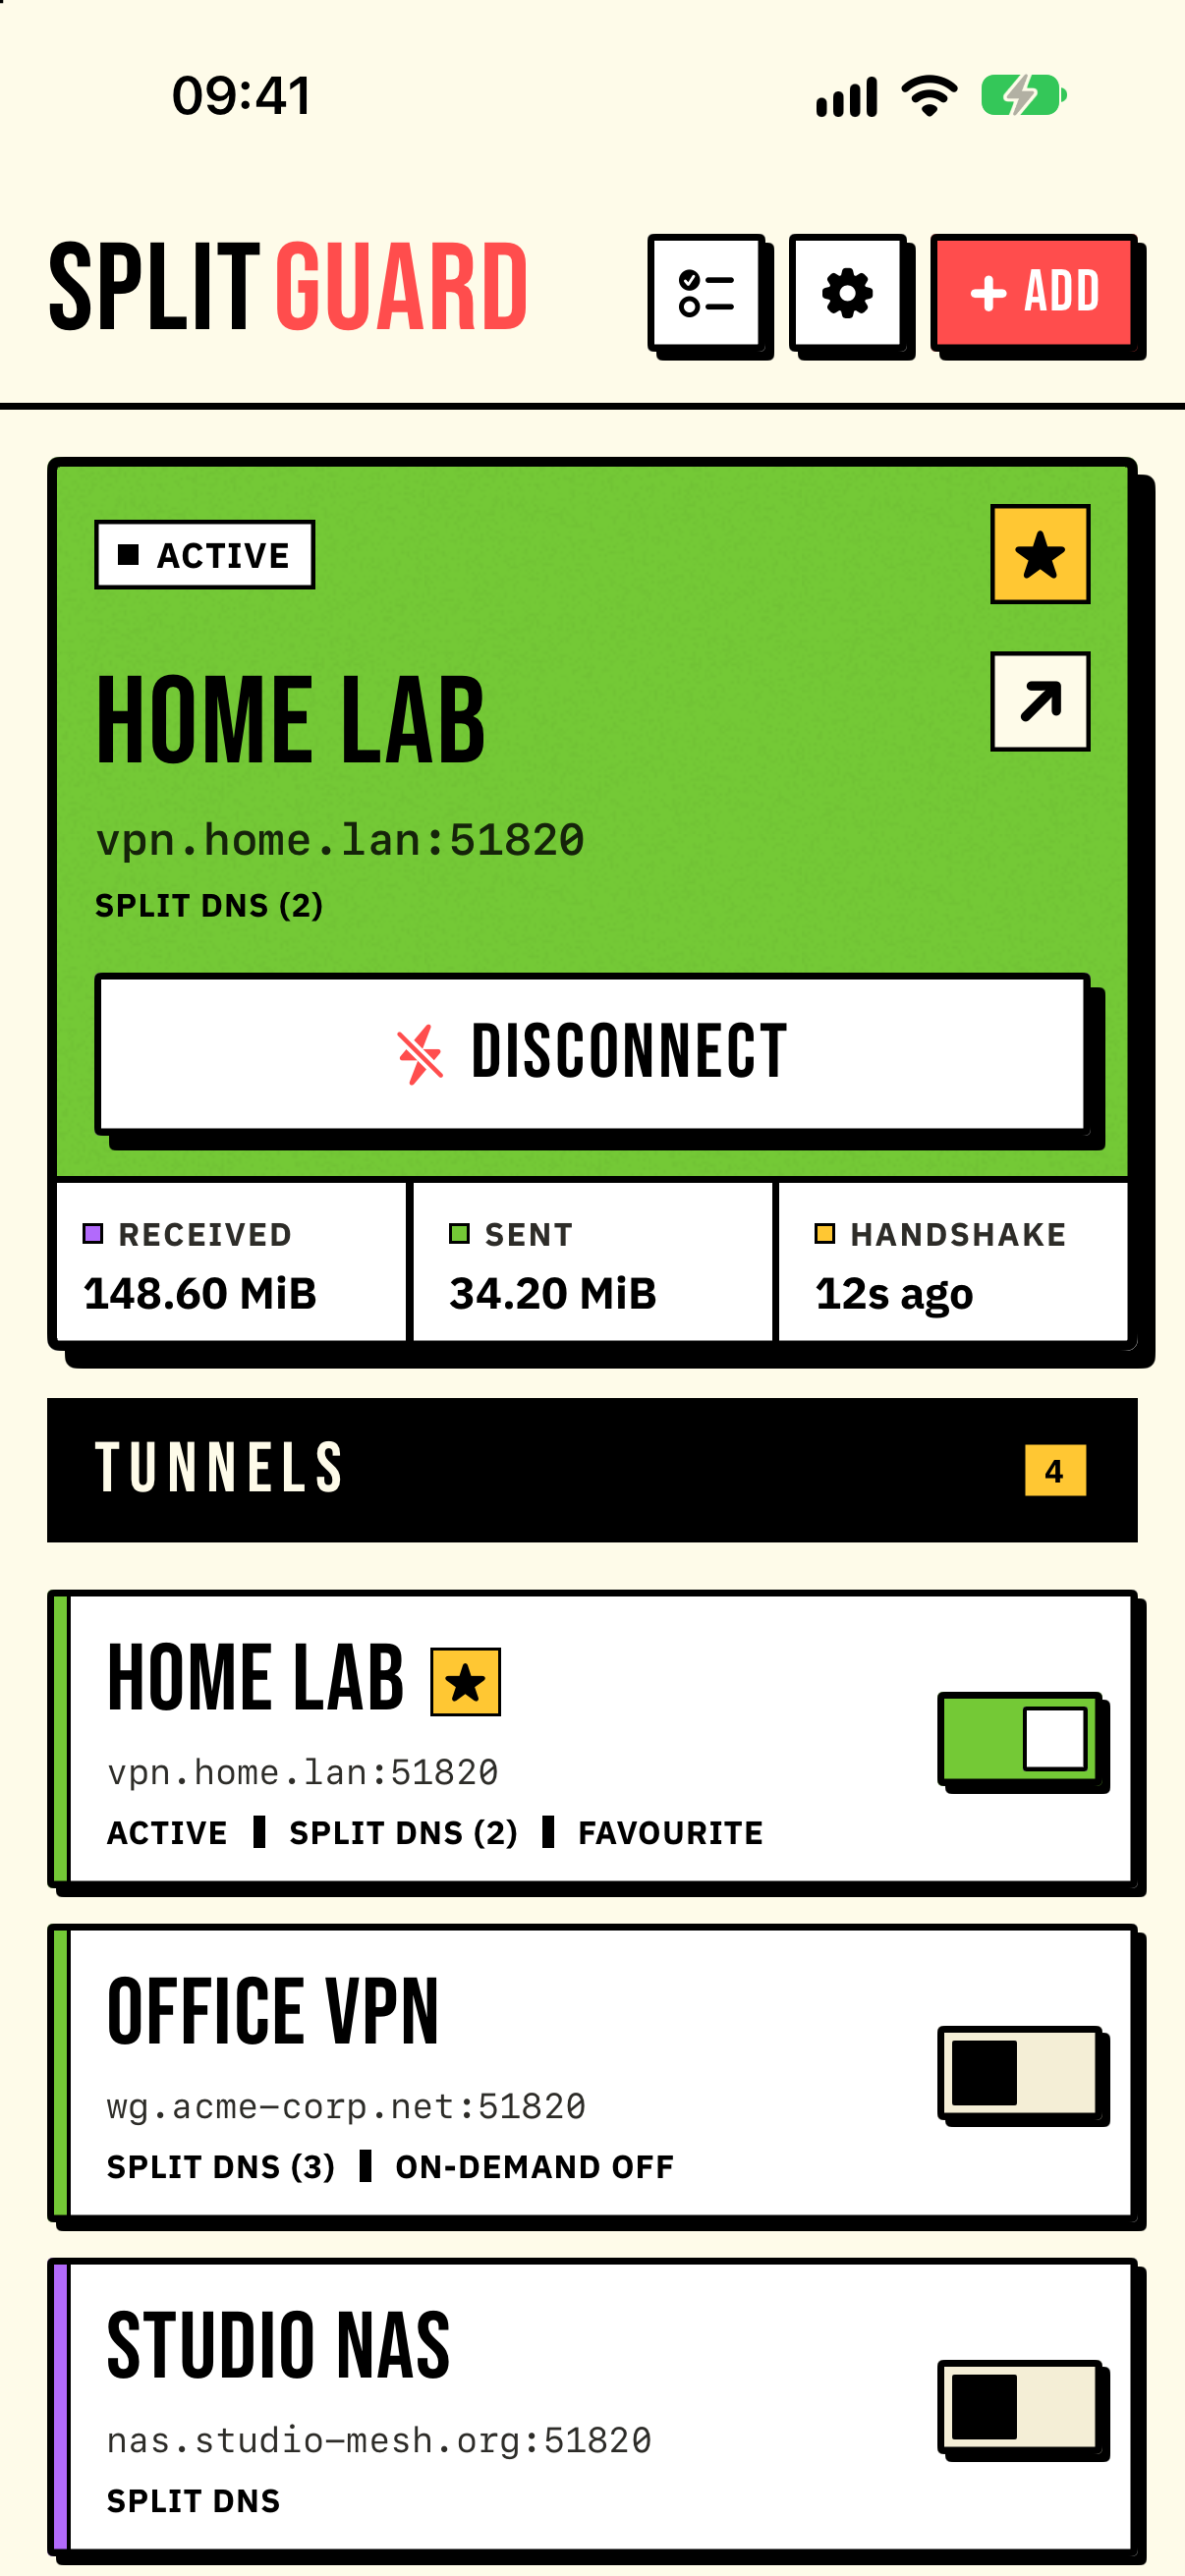 09:41
SPLIT GUARD
+ ADD
ACTIVE
HOME LAB
vpn.home.lan:51820
SPLIT DNS (2)
DISCONNECT
RECEIVED
148.60 MiB
SENT
34.20 MiB
HANDSHAKE
12s ago
TUNNELS
4
HOME LAB
vpn.home.lan:51820
ACTIVE SPLIT DNS (2) FAVOURITE
OFFICE VPN
wg.acme-corp.net:51820
SPLIT DNS (3) ON-DEMAND OFF
STUDIO NAS
nas.studio-mesh.org:51820
SPLIT DNS